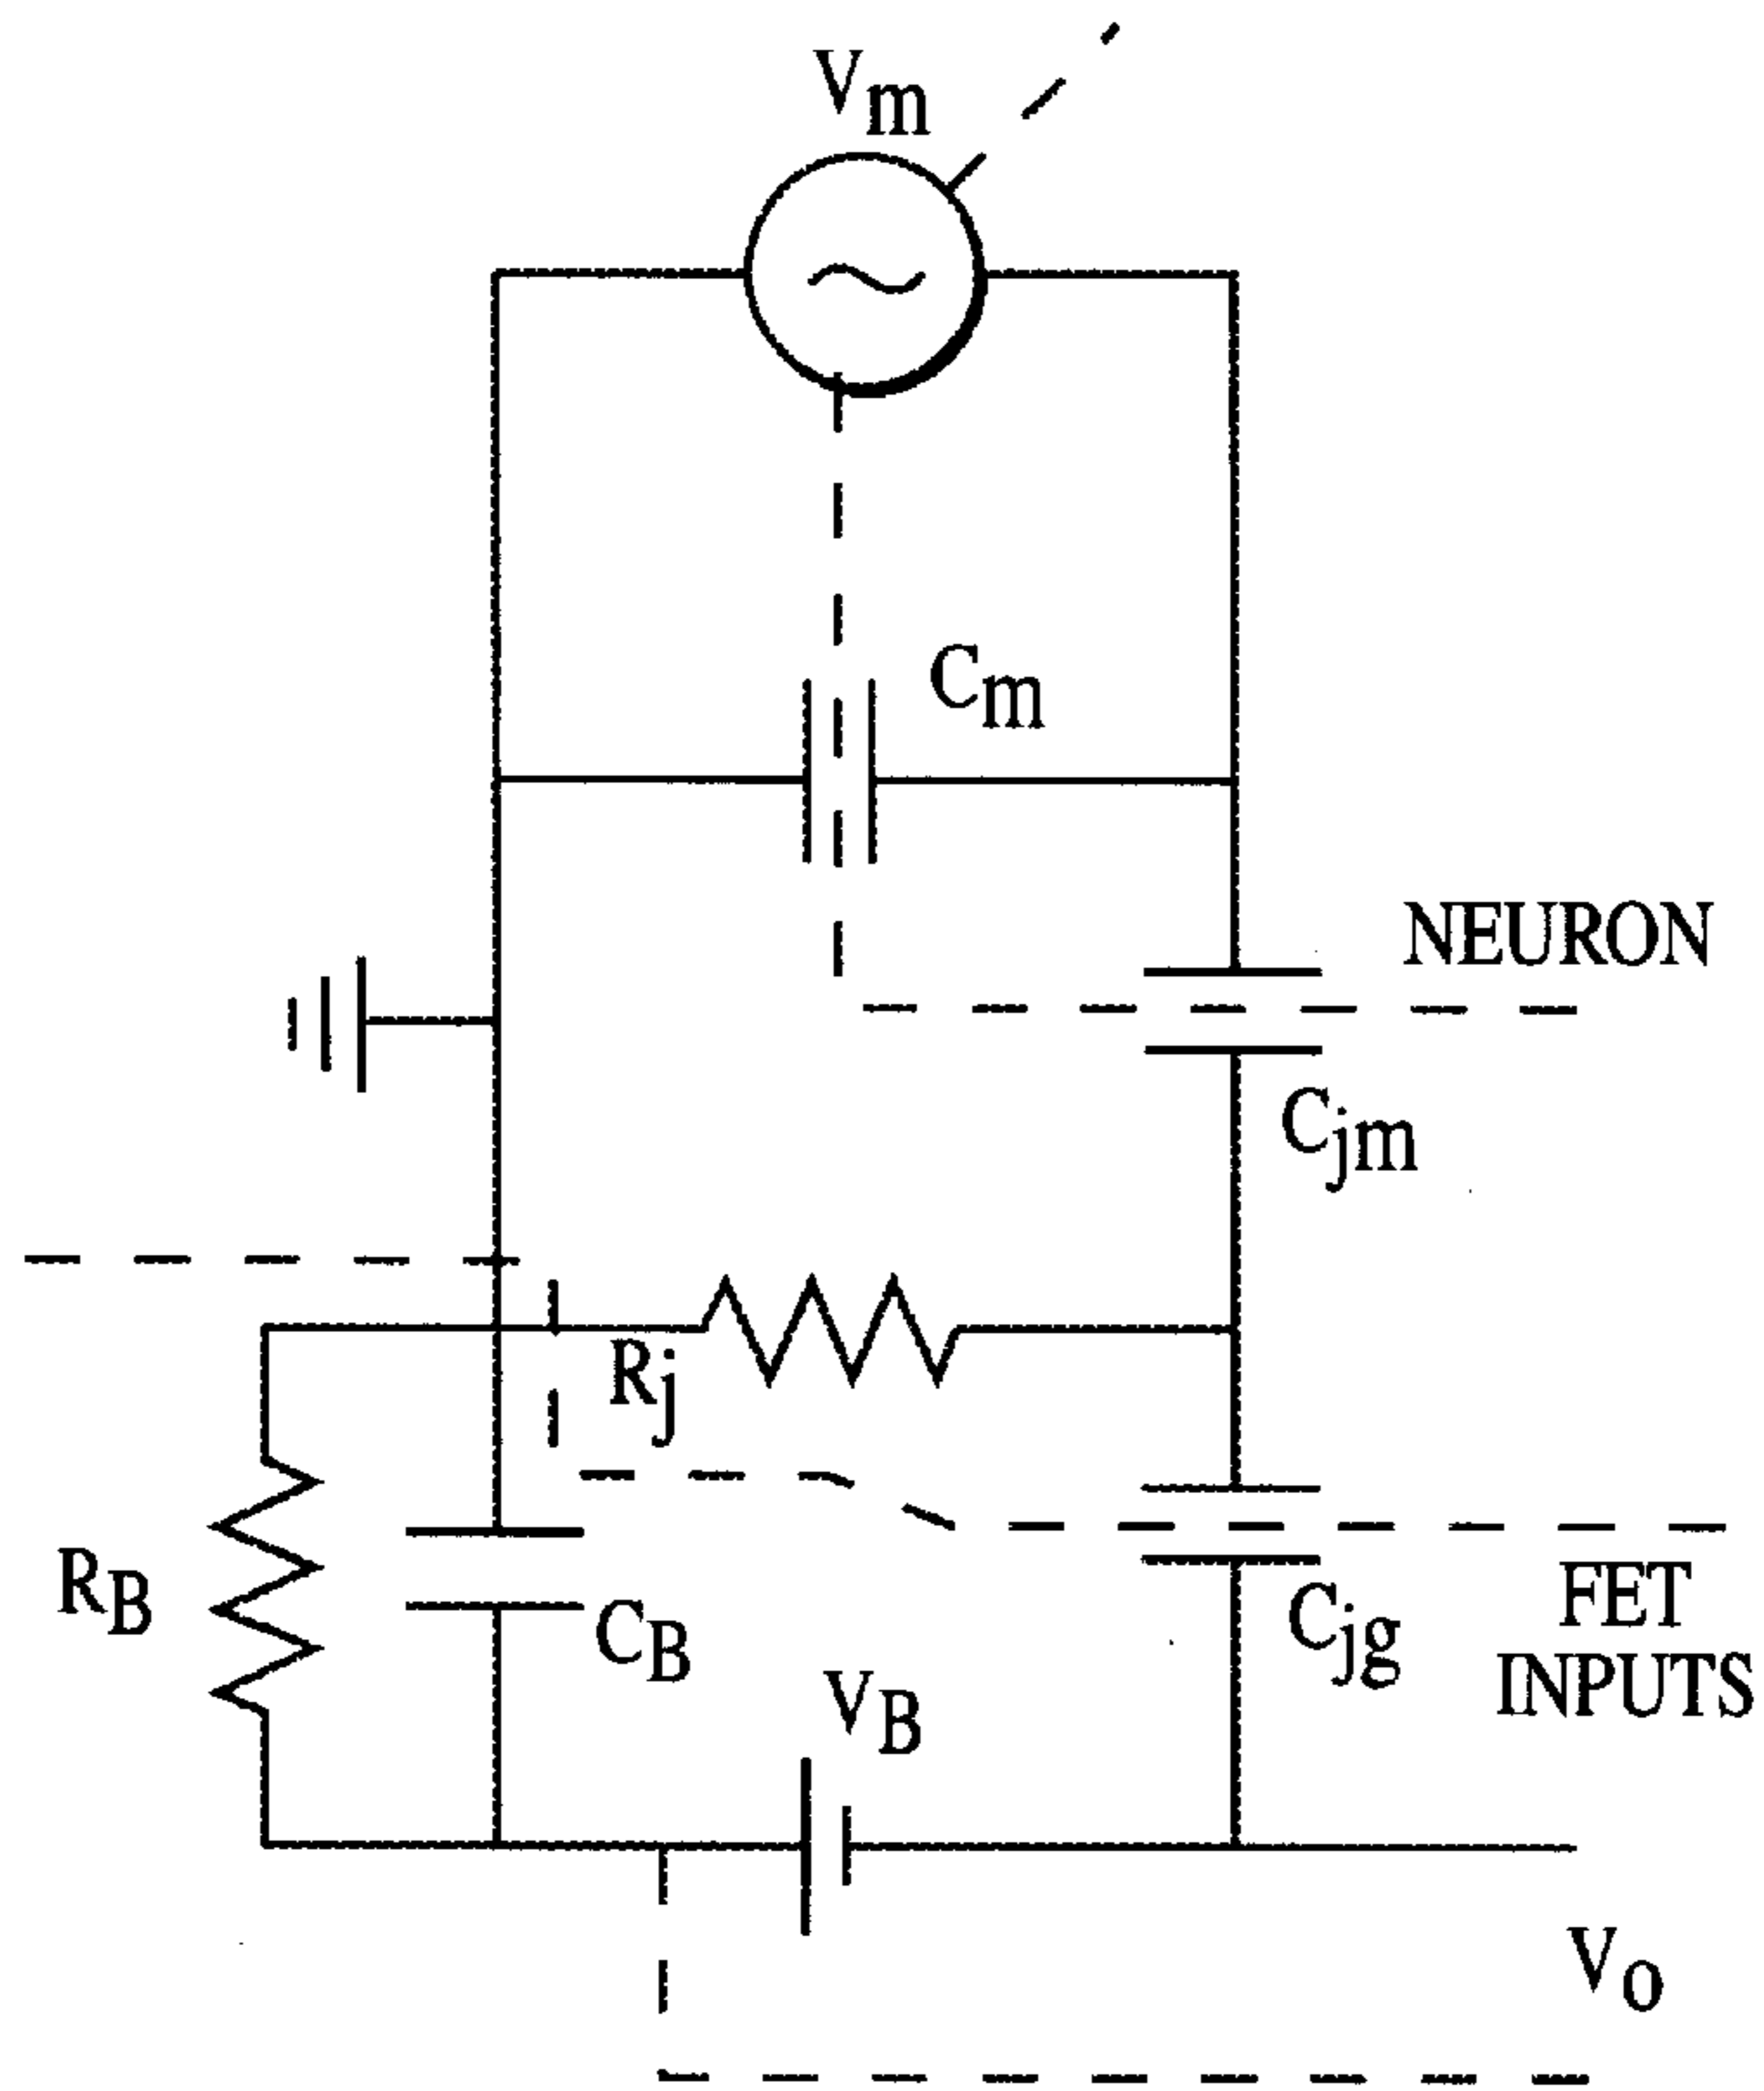 Vm
Cm
NEURON
Cjm
Rj
RB
CB
Cjg
FET
INPUTS
VB
Vo